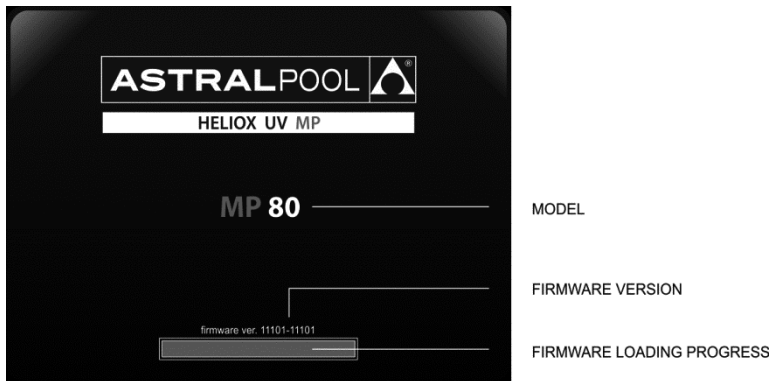 ASTRALPOOL ®
HELIOX UV MP
MP 80
MODEL
FIRMWARE VERSION
firmware ver. 11101-11101
FIRMWARE LOADING PROGRESS